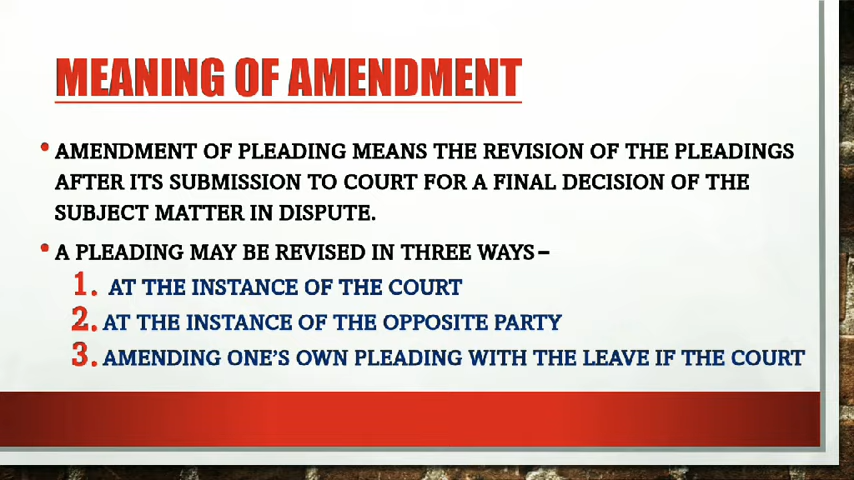 MEANING OF AMENDMENT
• AMENDMENT OF PLEADING MEANS THE REVISION OF THE PLEADINGS
AFTER ITS SUBMISSION TO COURT FOR A FINAL DECISION OF THE
SUBJECT MATTER IN DISPUTE.
• A PLEADING MAY BE REVISED IN THREE WAYS–
1. AT THE INSTANCE OF THE COURT
2. AT THE INSTANCE OF THE OPPOSITE PARTY
3. AMENDING ONE'S OWN PLEADING WITH THE LEAVE IF THE COURT